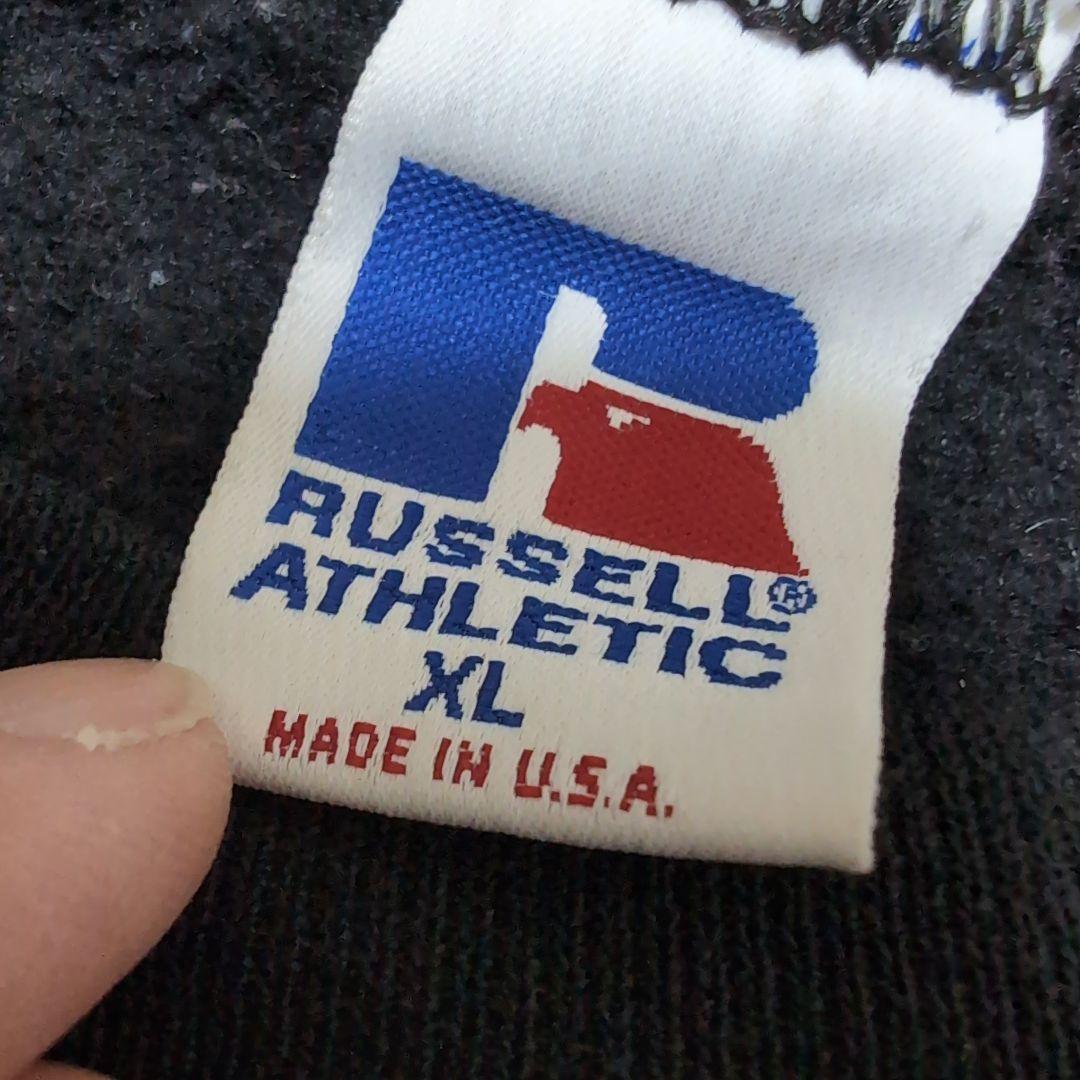 RUSSELL®
ATHLETIC
XL
MADE IN U.S.A.